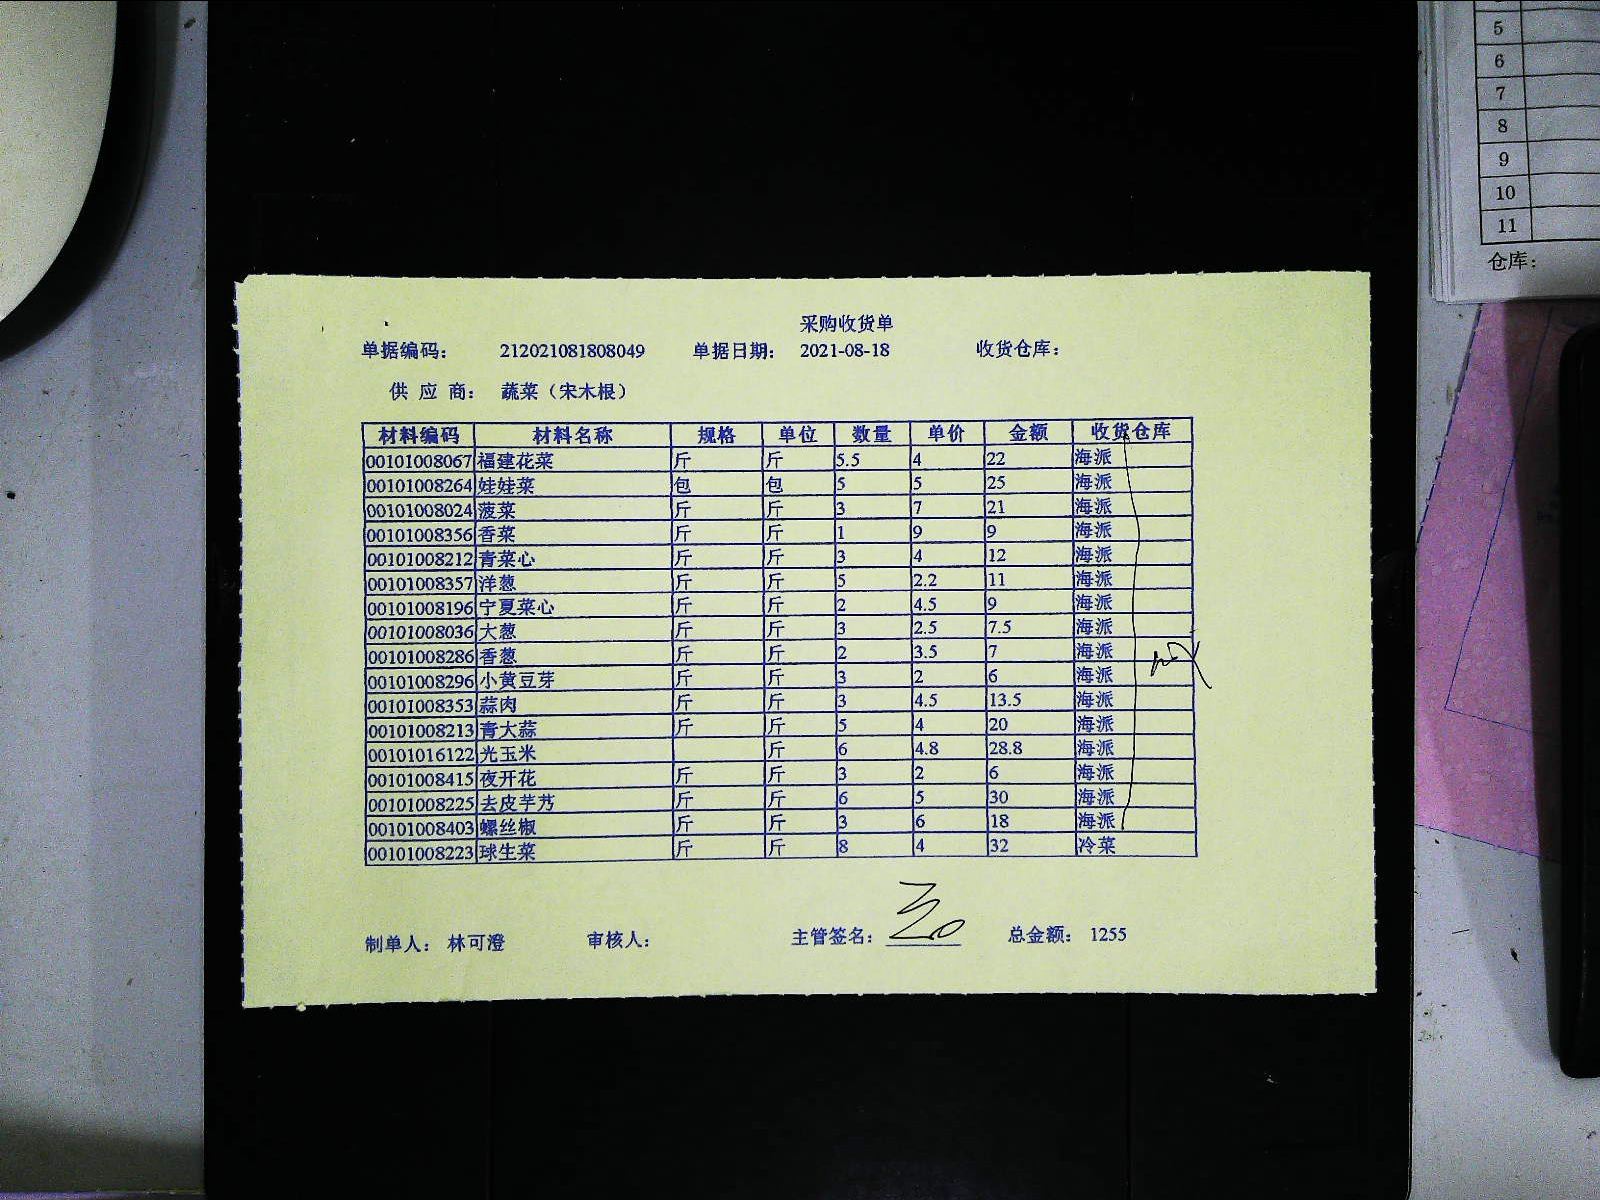 5
6
7
8
9
10
11
仓库:
采购收货单
单据编码: 212021081808049 单据日期: 2021-08-18 收货仓库:
供 应 商: 蔬菜（宋木根）
材料编码 材料名称 规格 单位 数量 单价 金额 收货仓库
00101008067 福建花菜 斤 斤 5.5 4 22 海派
00101008264 娃娃菜 包 包 5 5 25 海派
00101008024 菠菜 斤 斤 3 7 21 海派
00101008356 香菜 斤 斤 1 9 9 海派
00101008212 青菜心 斤 斤 3 4 12 海派
00101008357 洋葱 斤 斤 5 2.2 11 海派
00101008196 宁夏菜心 斤 斤 2 4.5 9 海派
00101008036 大葱 斤 斤 3 2.5 7.5 海派
00101008286 香葱 斤 斤 2 3.5 7 海派
00101008296 小黄豆芽 斤 斤 3 2 6 海派
00101008353 蒜肉 斤 斤 3 4.5 13.5 海派
00101008213 青大蒜 斤 斤 5 4 20 海派
00101016122 光玉米 斤 6 4.8 28.8 海派
00101008415 夜开花 斤 斤 3 2 6 海派
00101008225 去皮芋艿 斤 斤 6 5 30 海派
00101008403 螺丝椒 斤 斤 3 6 18 海派
00101008223 球生菜 斤 斤 8 4 32 冷菜
制单人: 林可澄 审核人: 主管签名: 总金额: 1255